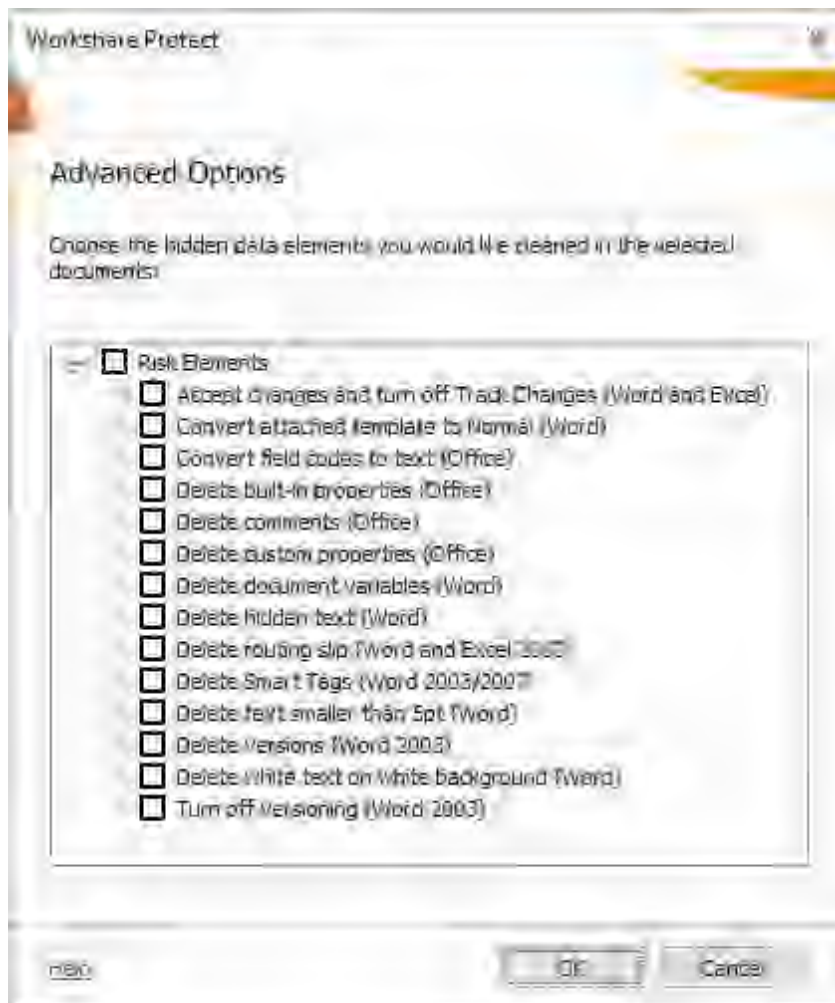 Workshare Protect
Advanced Options
Choose the hidden data elements you would like cleaned in the selected
documents:
Risk Elements
Accept changes and turn off Track Changes (Word and Excel)
Convert attached template to Normal (Word)
Convert field codes to text (Office)
Delete built-in properties (Office)
Delete comments (Office)
Delete custom properties (Office)
Delete document variables (Word)
Delete hidden text (Word)
Delete routing slip (Word and Excel 2003)
Delete Smart Tags (Word 2003/2007)
Delete text smaller than 5pt (Word)
Delete versions (Word 2003)
Delete white text on white background (Word)
Turn off versioning (Word 2003)
Help
OK
Cancel